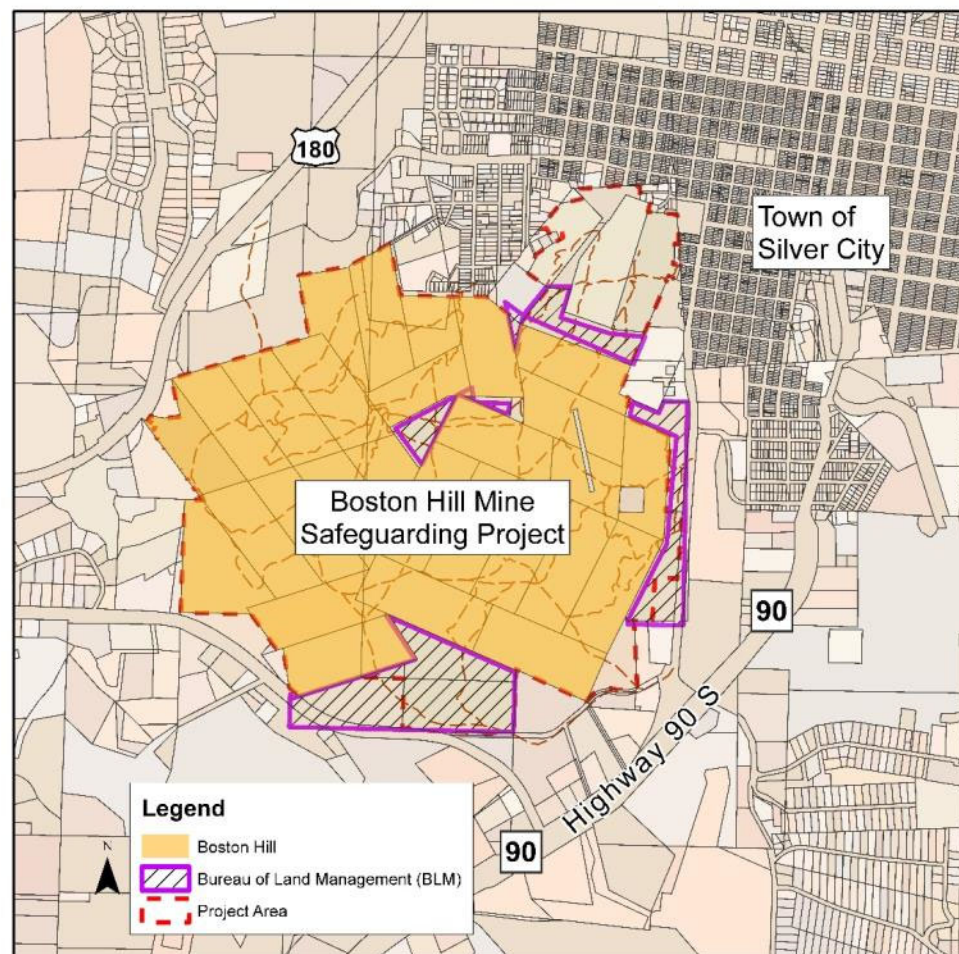 180
Town of
Silver City
Boston Hill Mine
Safeguarding Project
90
Highway 90 S
90
Legend
Boston Hill
N
Bureau of Land Management (BLM)
Project Area